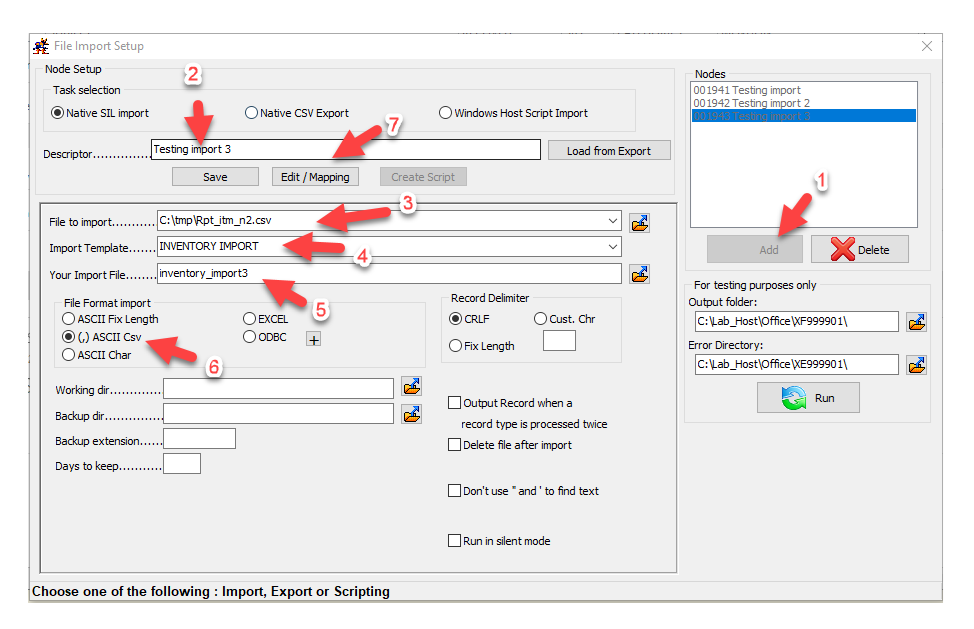 File Import Setup
Node Setup
Task selection
Native SIL import
Native CSV Export
Windows Host Script Import
2
7
Descriptor
Testing import 3
Load from Export
Save
Edit / Mapping
Create Script
3
File to import
C:\tmp\Rpt_itm_n2.csv
Import Template
INVENTORY IMPORT
4
Your Import File
inventory_import3
5
File Format import
ASCII Fix Length
EXCEL
(,) ASCII Csv
ODBC
+
ASCII Char
6
Record Delimiter
CRLF
Cust. Chr
Fix Length
Working dir
Backup dir
Backup extension
Days to keep
Output Record when a
record type is processed twice
Delete file after import
Don't use " and ' to find text
Run in silent mode
Nodes
001941 Testing import
001942 Testing import 2
001943 Testing import 3
1
Add
Delete
For testing purposes only
Output folder:
C:\Lab_Host\Office\XF999901\
Error Directory:
C:\Lab_Host\Office\XE999901\
Run
Choose one of the following : Import, Export or Scripting